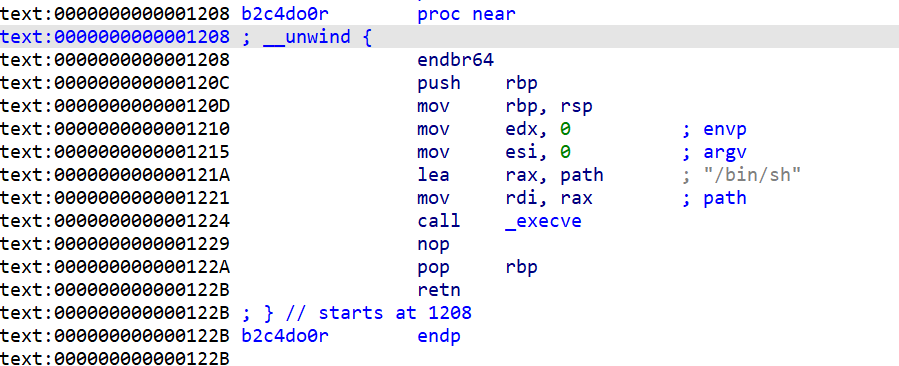 text:0000000000001208 b2c4do0r        proc near
text:0000000000001208 ; __unwind {
text:0000000000001208                 endbr64
text:000000000000120C                 push    rbp
text:000000000000120D                 mov     rbp, rsp
text:0000000000001210                 mov     edx, 0          ; envp
text:0000000000001215                 mov     esi, 0          ; argv
text:000000000000121A                 lea     rax, path       ; "/bin/sh"
text:0000000000001221                 mov     rdi, rax        ; path
text:0000000000001224                 call    _execve
text:0000000000001229                 nop
text:000000000000122A                 pop     rbp
text:000000000000122B                 retn
text:000000000000122B ; } // starts at 1208
text:000000000000122B b2c4do0r        endp
text:000000000000122B